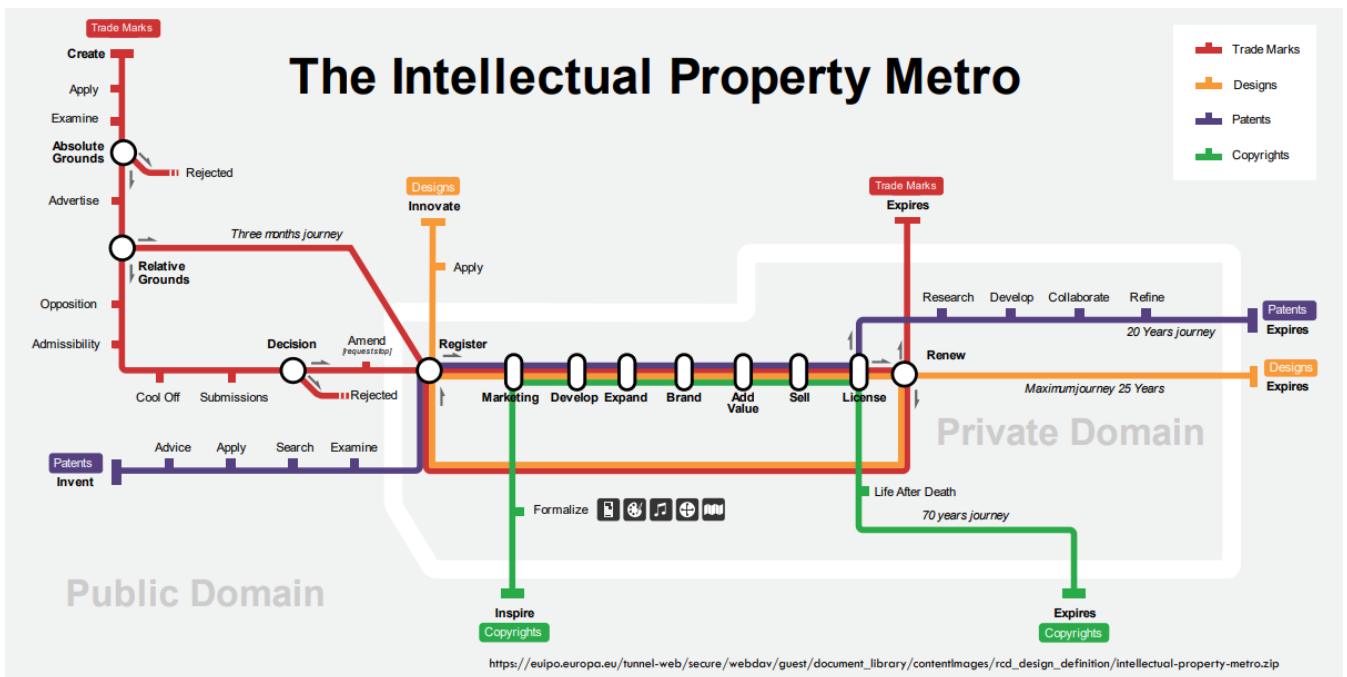 Trade Marks
Create
The Intellectual Property Metro
Trade Marks
Designs
Patents
Copyrights
Apply
Examine
Absolute
Grounds
Rejected
Advertise
Designs
Innovate
Trade Marks
Expires
Three months journey
Relative
Grounds
Apply
Opposition
Admissibility
Decision
Amend
[request stop]
Register
Research
Develop
Collaborate
Refine
Patents
Expires
20 Years journey
Renew
Designs
Expires
Maximum journey 25 Years
Cool Off
Submissions
Rejected
Marketing
Develop
Expand
Brand
Add
Value
Sell
License
Private Domain
Patents
Invent
Advice
Apply
Search
Examine
Life After Death
Formalize
70 years journey
Public Domain
Inspire
Copyrights
Expires
Copyrights
https://euipo.europa.eu/tunnel-web/secure/webdav/guest/document_library/contentImages/rcd_design_definition/intellectual-property-metro.zip